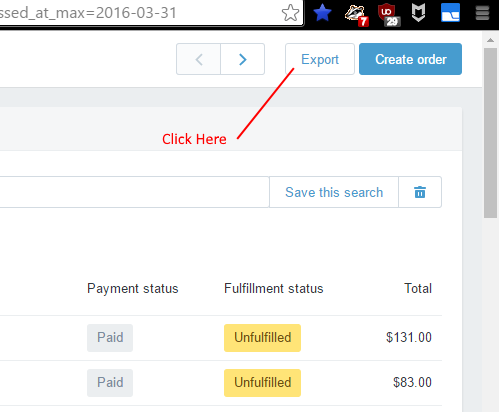 ssed_at_max=2016-03-31
7
29
Export
Create order
Click Here
Save this search
Payment status Fulfillment status Total
Paid Unfulfilled $131.00
Paid Unfulfilled $83.00